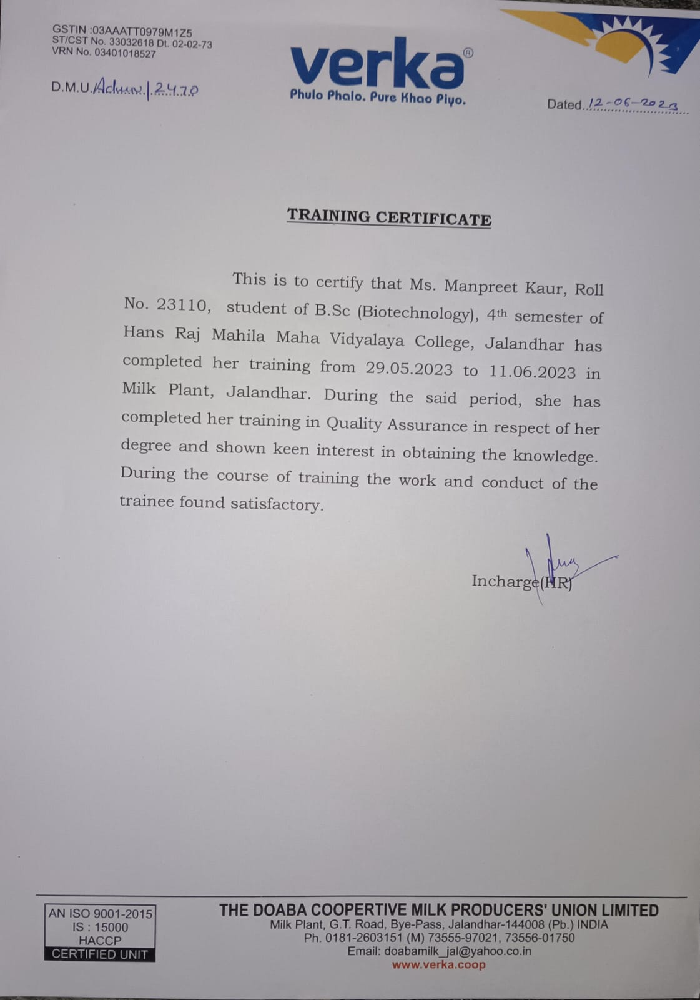 GSTIN :03AAATT0979M1Z5
ST/CST No. 33032618 Dt. 02-02-73
VRN No. 03401018527
D.M.U./Admn./.2470
verka®
Phulo Phalo. Pure Khao Piyo.
Dated..12-06-2023
TRAINING CERTIFICATE
This is to certify that Ms. Manpreet Kaur, Roll
No. 23110, student of B.Sc (Biotechnology), 4th semester of
Hans Raj Mahila Maha Vidyalaya College, Jalandhar has
completed her training from 29.05.2023 to 11.06.2023 in
Milk Plant, Jalandhar. During the said period, she has
completed her training in Quality Assurance in respect of her
degree and shown keen interest in obtaining the knowledge.
During the course of training the work and conduct of the
trainee found satisfactory.
Incharge(HR)
AN ISO 9001-2015
IS : 15000
HACCP
CERTIFIED UNIT
THE DOABA COOPERTIVE MILK PRODUCERS' UNION LIMITED
Milk Plant, G.T. Road, Bye-Pass, Jalandhar-144008 (Pb.) INDIA
Ph. 0181-2603151 (M) 73555-97021, 73556-01750
Email: doabamilk_jal@yahoo.co.in
www.verka.coop